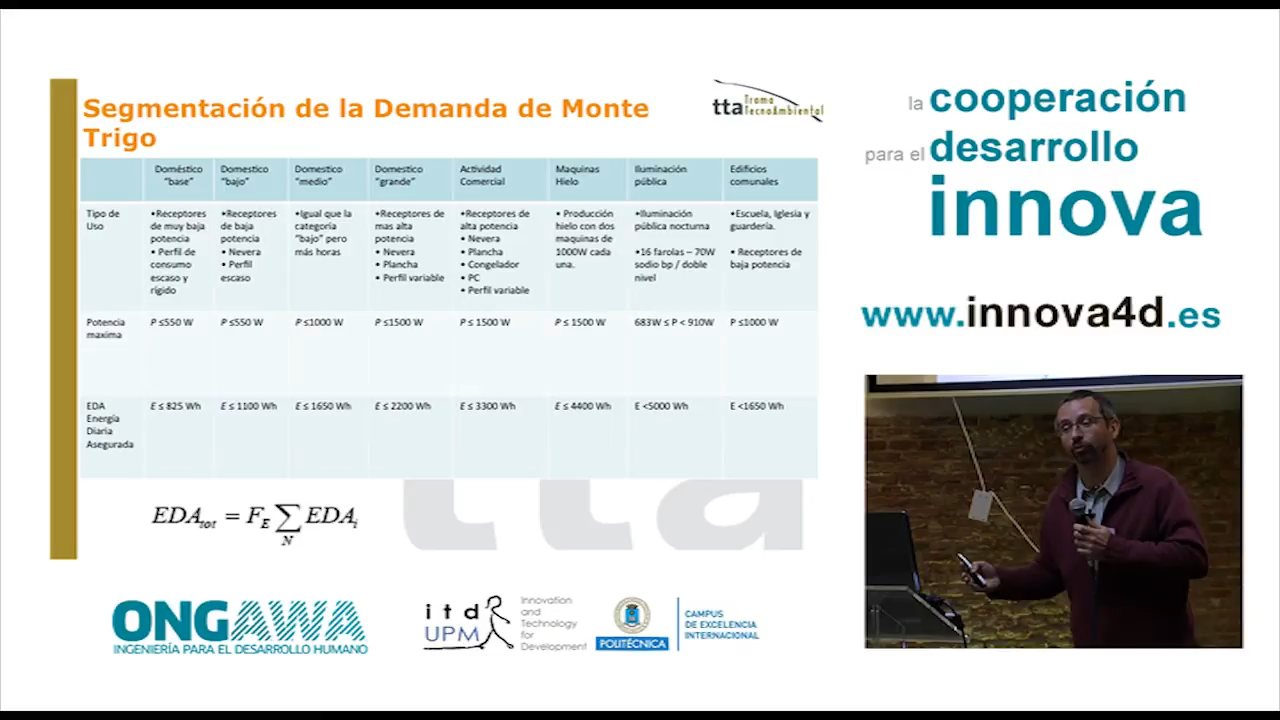 Segmentación de la Demanda de Monte
Trigo
tta Trama
TecnoAmbiental
la cooperación
para el desarrollo
innova
www.innova4d.es
Doméstico
"base"
Domestico
"bajo"
Domestico
"medio"
Domestico
"grande"
Actividad
Comercial
Maquinas
Hielo
Iluminación
pública
Edificios
comunales
Tipo de
Uso
•Receptores
de muy baja
potencia
• Perfil de
consumo
escaso y
rígido
•Receptores
de baja
potencia
• Nevera
• Perfil
escaso
•Igual que la
categoria
"bajo" pero
más horas
•Receptores de
mas alta
potencia
• Nevera
• Plancha
• Perfil variable
•Receptores de
alta potencia
• Nevera
• Plancha
• Congelador
• PC
• Perfil variable
• Producción
hielo con dos
maquinas de
1000W cada
una.
•Iluminación
pública nocturna
•16 farolas – 70W
sodio bp / doble
nivel
•Escuela, Iglesia y
guardería.
• Receptores de
baja potencia
Potencia
maxima
P ≤550 W
P ≤550 W
P ≤1000 W
P ≤1500 W
P ≤ 1500 W
P ≤ 1500 W
683W ≤ P < 910W
P ≤1000 W
EDA
Energía
Diaria
Asegurada
E ≤ 825 Wh
E ≤ 1100 Wh
E ≤ 1650 Wh
E ≤ 2200 Wh
E ≤ 3300 Wh
E ≤ 4400 Wh
E <5000 Wh
E <1650 Wh
EDAtot = FE ∑N EDAi
tta
ONGAWA
INGENIERÍA PARA EL DESARROLLO HUMANO
itd
UPM
Innovation
and
Technology
for
Development
POLITÉCNICA
CAMPUS
DE EXCELENCIA
INTERNACIONAL